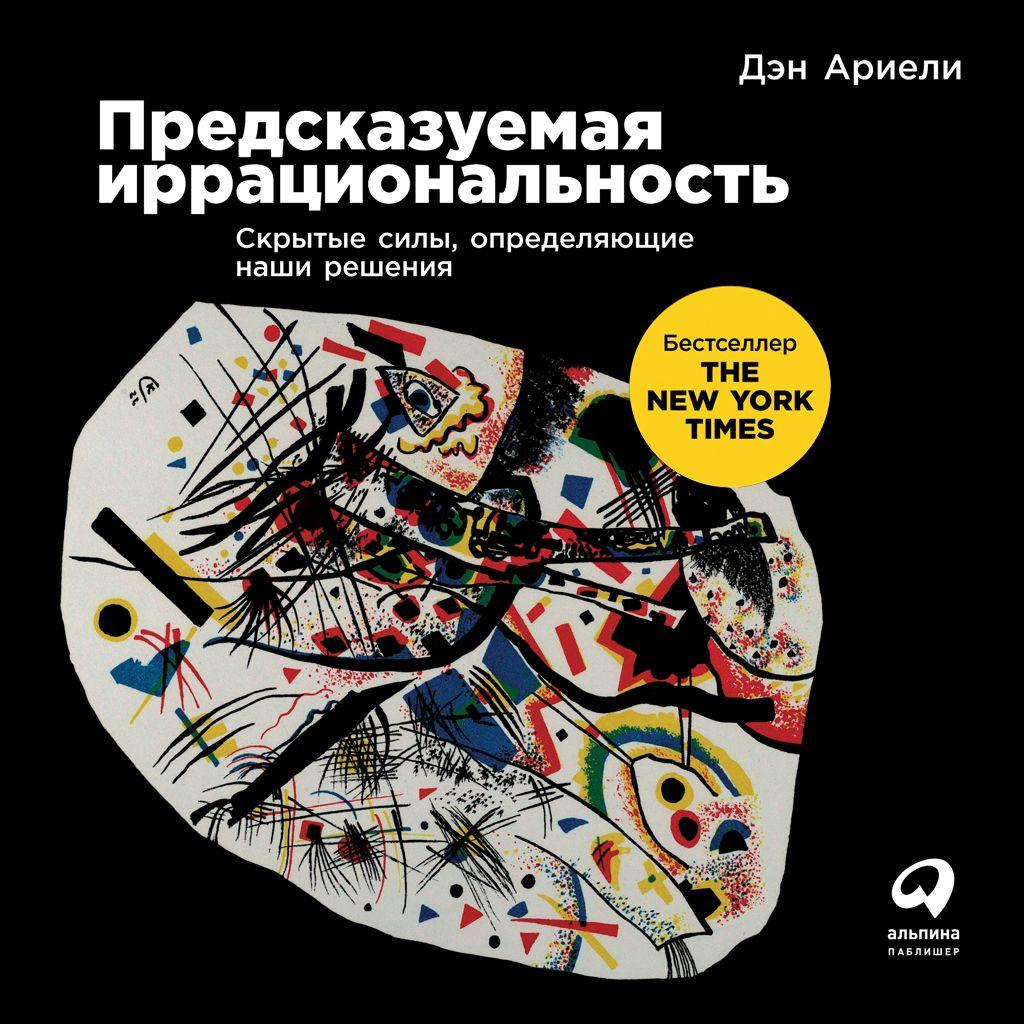 Дэн Ариели
Предсказуемая
иррациональность
Скрытые силы, определяющие
наши решения
Бестселлер
THE
NEW YORK
TIMES
альпина
ПАБЛИШЕР